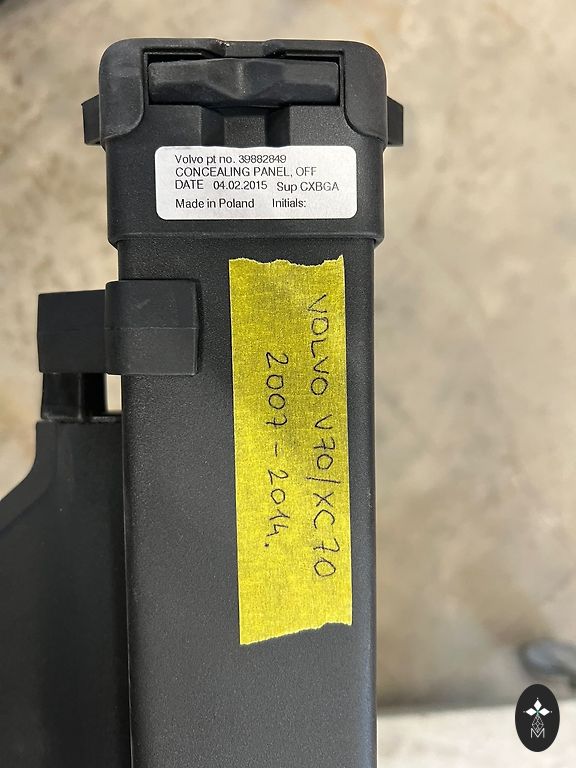 Volvo pt no. 39882849
CONCEALING PANEL, OFF
DATE 04.02.2015 Sup CXBGA
Made in Poland Initials:
VOLVO V70/XC70
2007-2014.
M